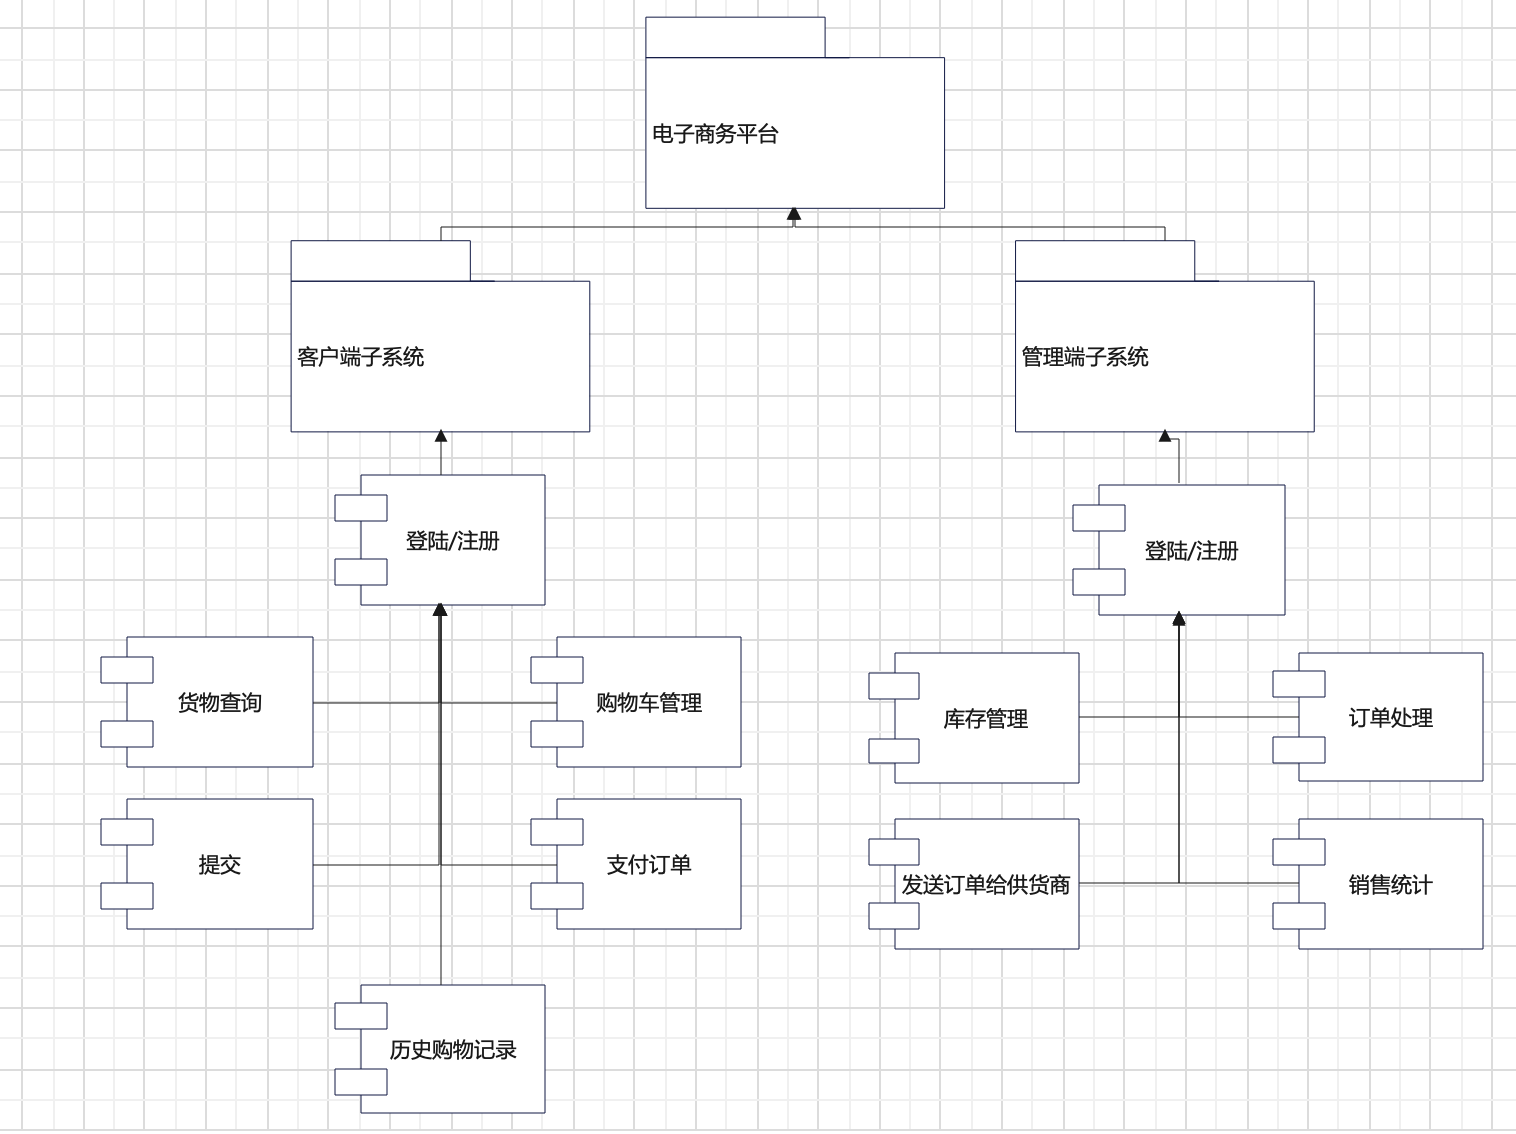 电子商务平台
客户端子系统
管理端子系统
登陆/注册
登陆/注册
货物查询
购物车管理
库存管理
订单处理
提交
支付订单
发送订单给供货商
销售统计
历史购物记录